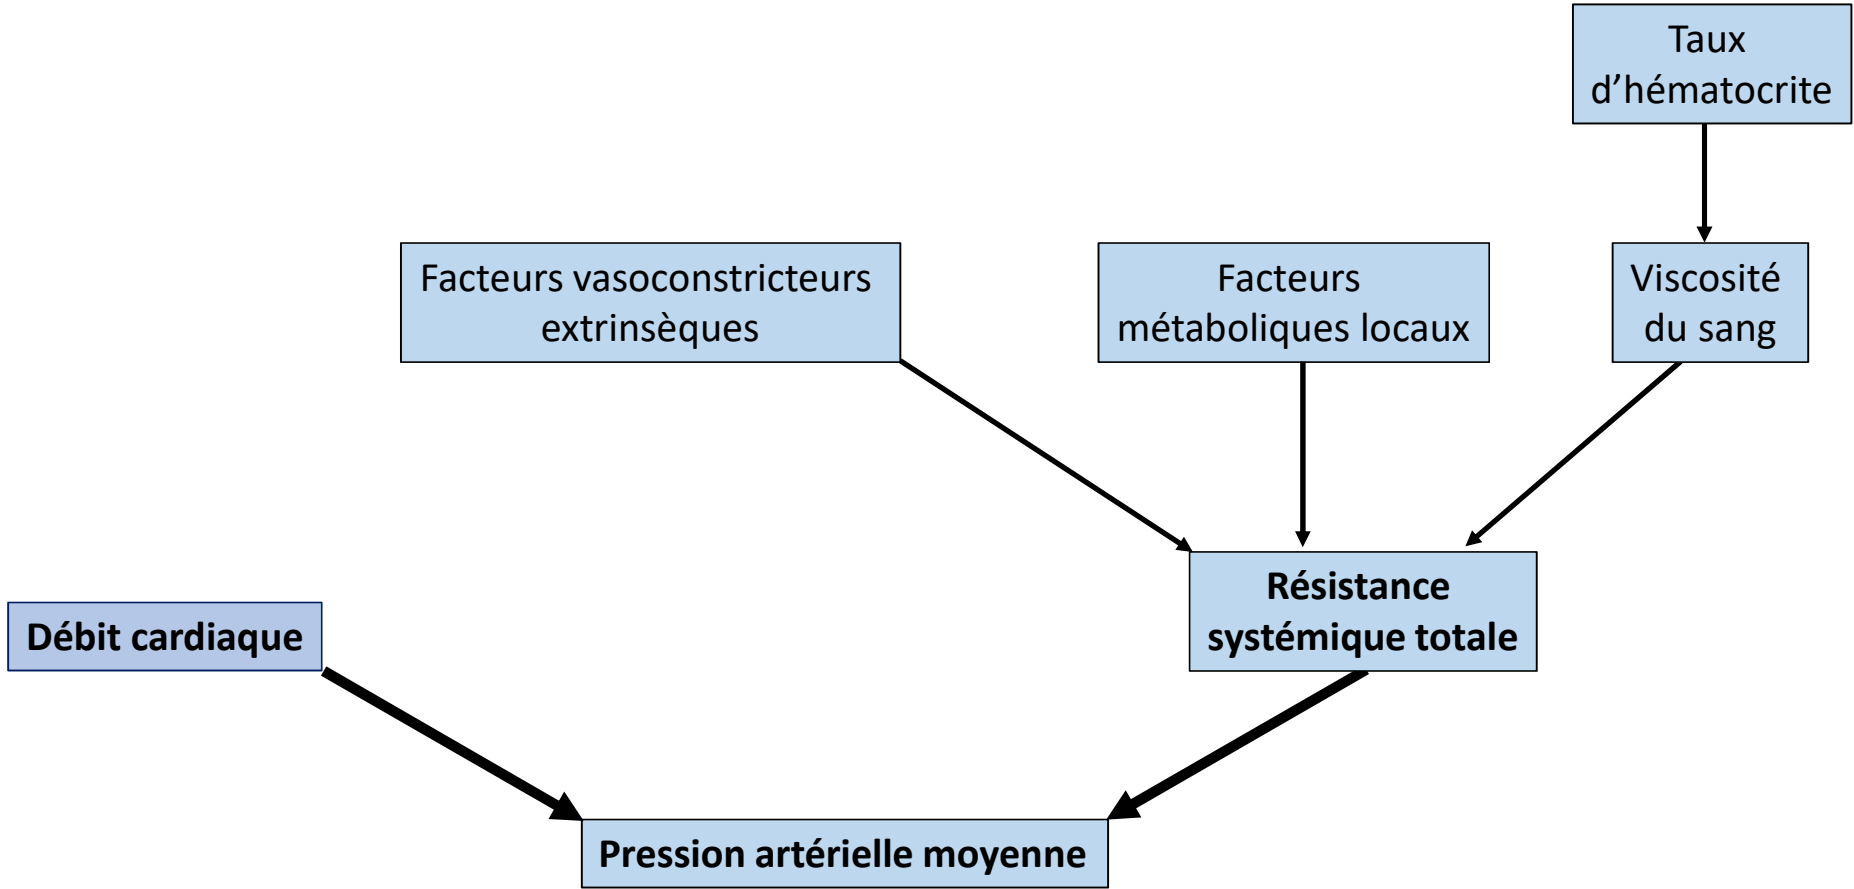 Taux
d’hématocrite
Facteurs vasoconstricteurs
extrinsèques
Facteurs
métaboliques locaux
Viscosité
du sang
Résistance
systémique totale
Débit cardiaque
Pression artérielle moyenne